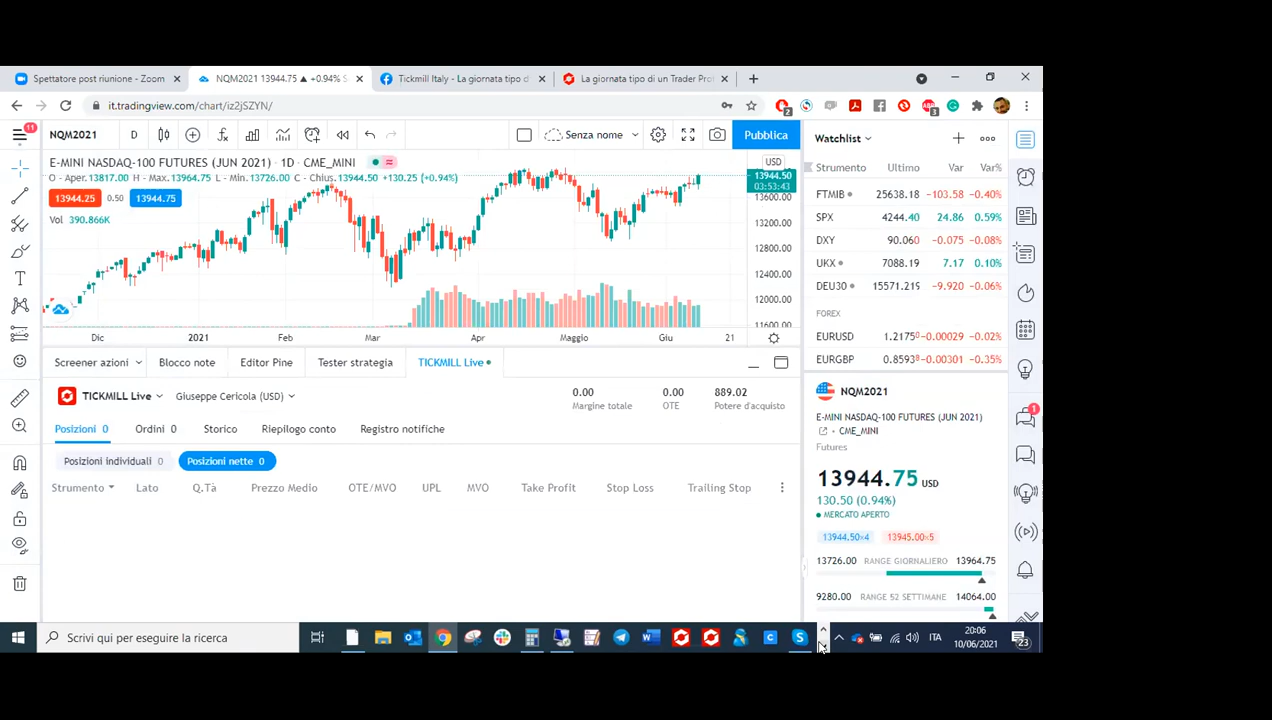 Spettatore post riunione - Zoom
NQM2021 13944.75 ▲ +0.94% S
Tickmill Italy - La giornata tipo d
La giornata tipo di un Trader Pro
it.tradingview.com/chart/iz2jSZYN/
2
3
11
NQM2021
D
Senza nome
Pubblica
E-MINI NASDAQ-100 FUTURES (JUN 2021) · 1D · CME_MINI
O - Aper.13817.00 H - Max.13964.75 L - Min.13726.00 C - Chius.13944.50 +130.25 (+0.94%)
13944.25 0.50 13944.75
Vol 390.866K
USD
13944.50
03:53:43
13600.00
13200.00
12800.00
12400.00
12000.00
11600.00
Dic 2021 Feb Mar Apr Maggio Giu 21
Screener azioni Blocco note Editor Pine Tester strategia TICKMILL Live
TICKMILL Live Giuseppe Cericola (USD)
0.00 0.00 889.02
Margine totale OTE Potere d'acquisto
Posizioni 0 Ordini 0 Storico Riepilogo conto Registro notifiche
Posizioni individuali 0 Posizioni nette 0
Strumento Lato Q.Tà Prezzo Medio OTE/MVO UPL MVO Take Profit Stop Loss Trailing Stop
Watchlist
Strumento Ultimo Var Var%
FTMIB 25638.18 −103.58 −0.40%
SPX 4244.40 24.86 0.59%
DXY 90.060 −0.075 −0.08%
UKX 7088.19 7.17 0.10%
DEU30 15571.219 −9.920 −0.06%
FOREX
EURUSD 1.21750 −0.00029 −0.02%
EURGBP 0.85938 −0.00301 −0.35%
NQM2021
E-MINI NASDAQ-100 FUTURES (JUN 2021)
CME_MINI
Futures
13944.75 USD
130.50 (0.94%)
MERCATO APERTO
13944.50×4 13945.00×5
13726.00 RANGE GIORNALIERO 13964.75
9280.00 RANGE 52 SETTIMANE 14064.00
1
Scrivi qui per eseguire la ricerca
ITA
20:06
10/06/2021
23